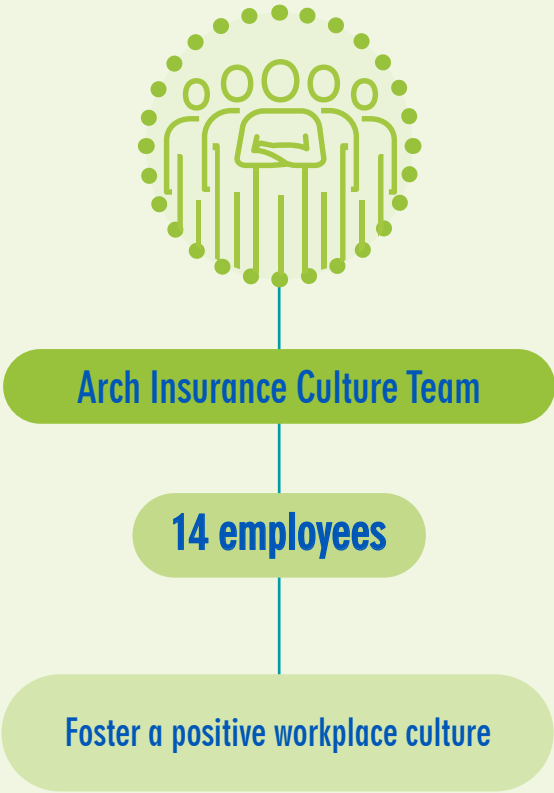 Arch Insurance Culture Team
14 employees
Foster a positive workplace culture